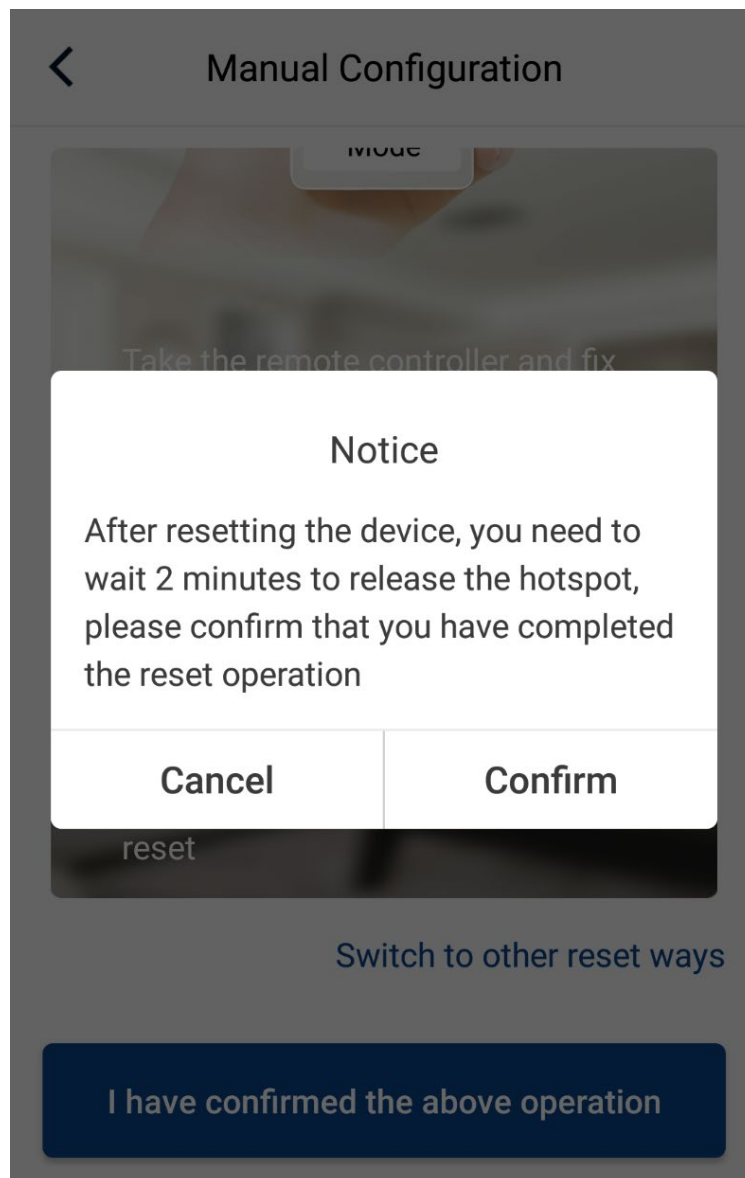 Manual Configuration
Mode
Take the remote controller and fix
Notice
After resetting the device, you need to
wait 2 minutes to release the hotspot,
please confirm that you have completed
the reset operation
Cancel
Confirm
reset
Switch to other reset ways
I have confirmed the above operation